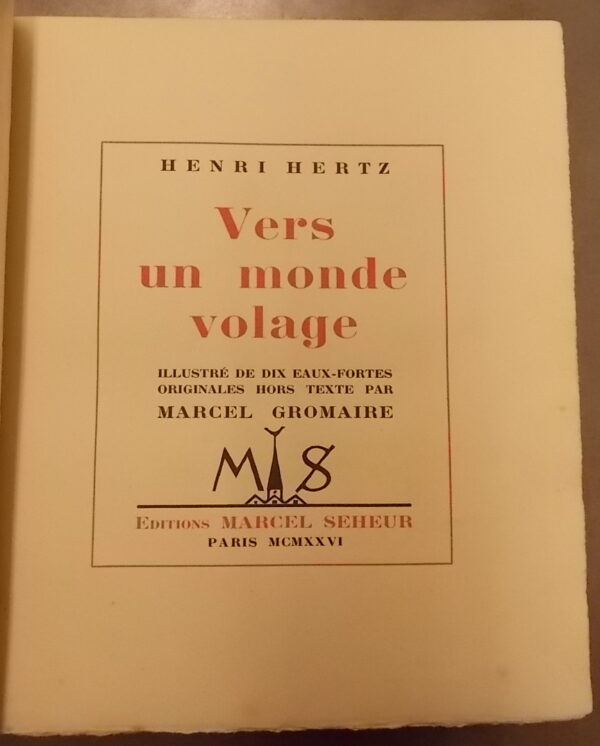 HENRI HERTZ
Vers
un monde
volage
ILLUSTRÉ DE DIX EAUX-FORTES
ORIGINALES HORS TEXTE PAR
MARCEL GROMAIRE
M S
EDITIONS MARCEL SEHEUR
PARIS MCMXXVI